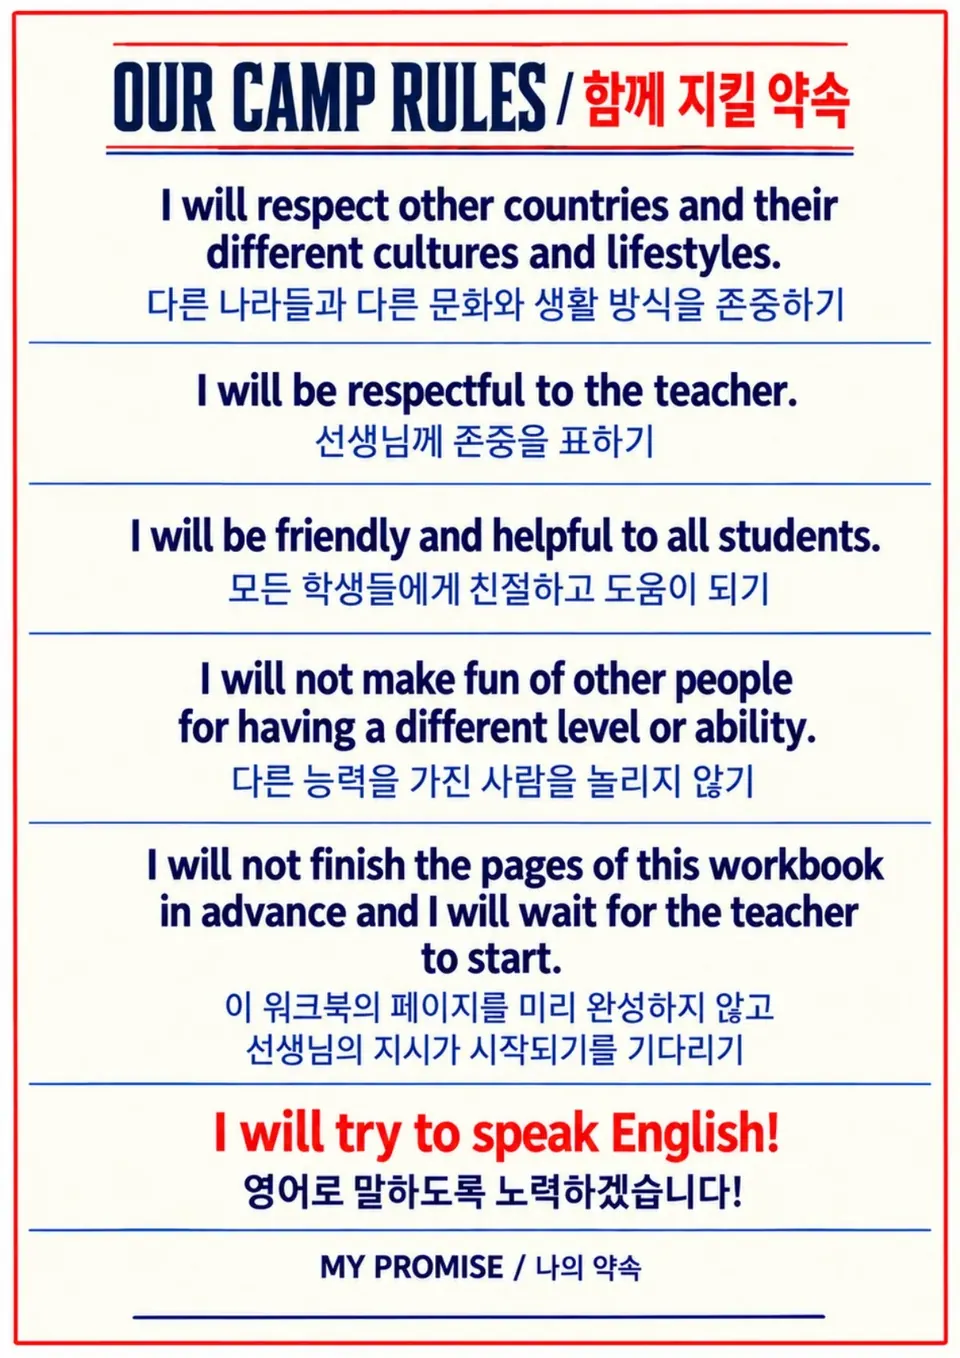 OUR CAMP RULES / 함께 지킬 약속
I will respect other countries and their
different cultures and lifestyles.
다른 나라들과 다른 문화와 생활 방식을 존중하기
I will be respectful to the teacher.
선생님께 존중을 표하기
I will be friendly and helpful to all students.
모든 학생들에게 친절하고 도움이 되기
I will not make fun of other people
for having a different level or ability.
다른 능력을 가진 사람을 놀리지 않기
I will not finish the pages of this workbook
in advance and I will wait for the teacher
to start.
이 워크북의 페이지를 미리 완성하지 않고
선생님의 지시가 시작되기를 기다리기
I will try to speak English!
영어로 말하도록 노력하겠습니다!
MY PROMISE / 나의 약속